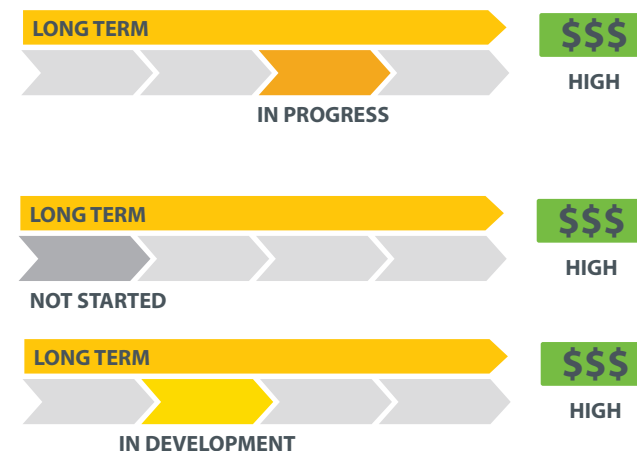 LONG TERM
$$$
HIGH
IN PROGRESS
LONG TERM
$$$
HIGH
NOT STARTED
LONG TERM
$$$
HIGH
IN DEVELOPMENT